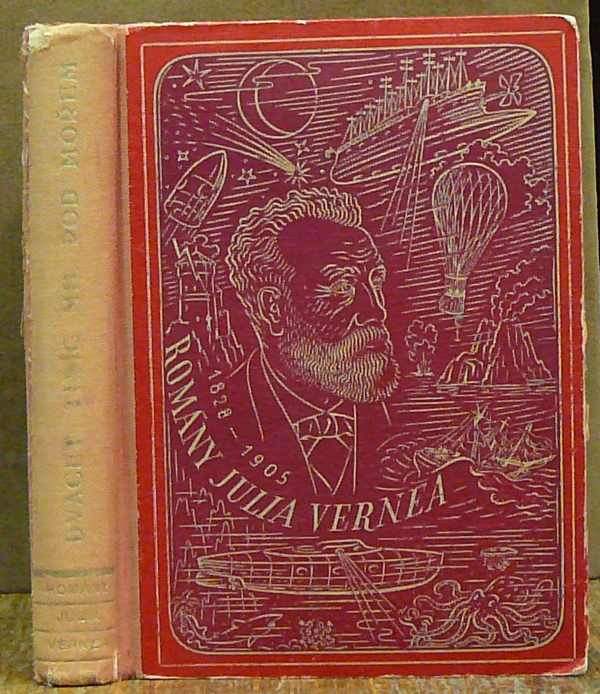 DVACET TISÍC MIL POD MOŘEM
ROMÁNY
JULIA
VERNEA
1828 – 1905
ROMÁNY JULIA VERNEA